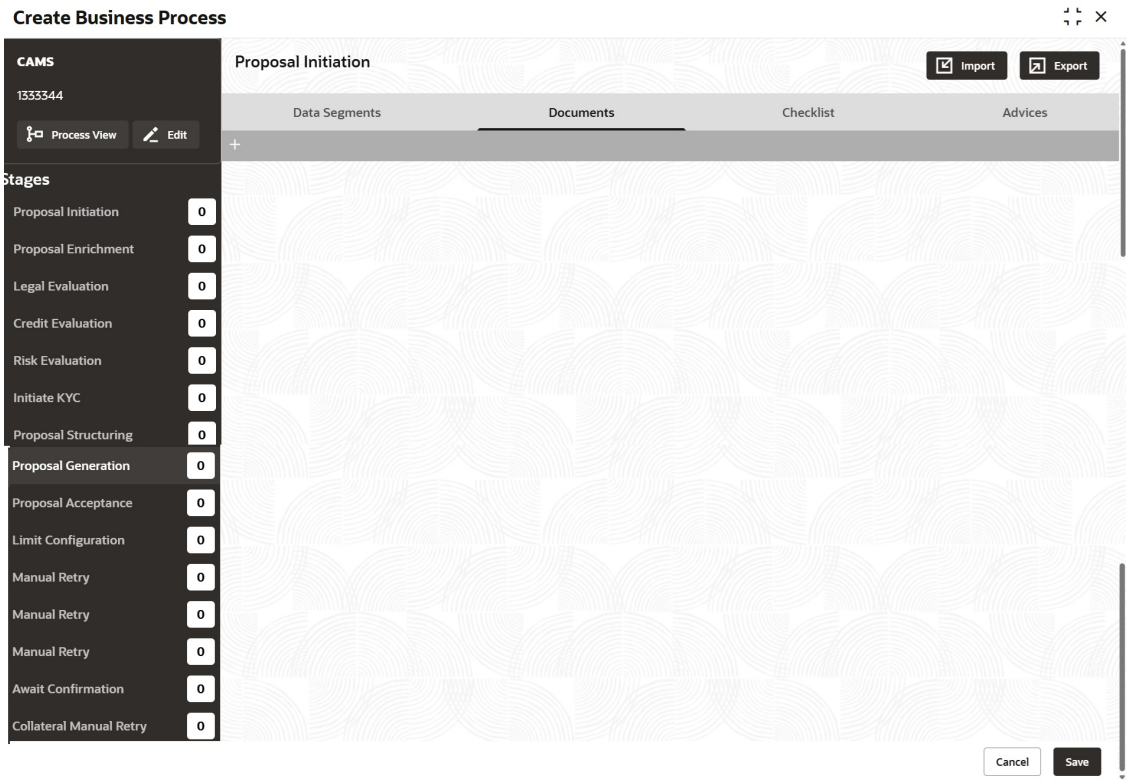 Create Business Process
CAMS
1333344
Process View Edit
Stages
Proposal Initiation 0
Proposal Enrichment 0
Legal Evaluation 0
Credit Evaluation 0
Risk Evaluation 0
Initiate KYC 0
Proposal Structuring 0
Proposal Generation 0
Proposal Acceptance 0
Limit Configuration 0
Manual Retry 0
Manual Retry 0
Manual Retry 0
Await Confirmation 0
Collateral Manual Retry 0
Proposal Initiation
Import Export
Data Segments Documents Checklist Advices
+
Cancel Save